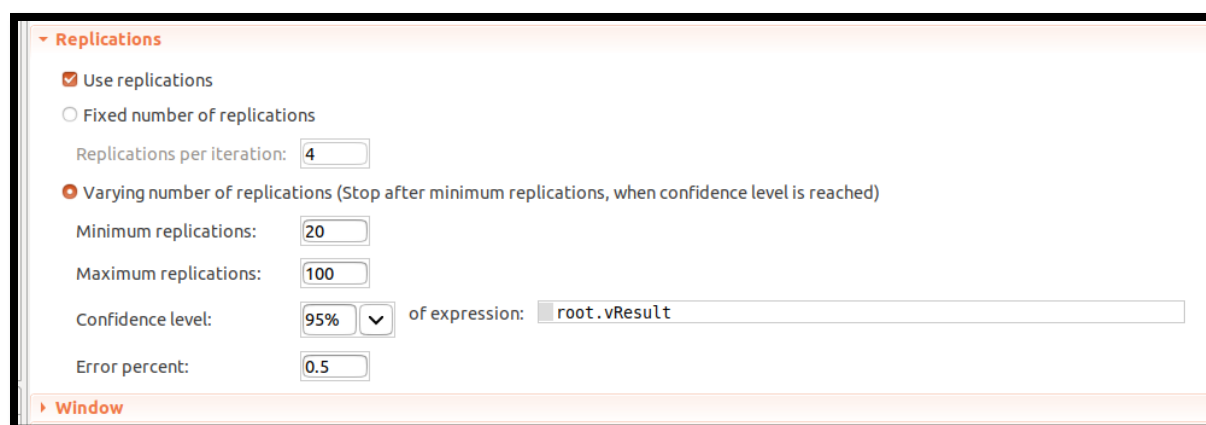 Replications
Use replications
Fixed number of replications
Replications per iteration: 4
Varying number of replications (Stop after minimum replications, when confidence level is reached)
Minimum replications: 20
Maximum replications: 100
Confidence level: 95% of expression: root.vResult
Error percent: 0.5
Window